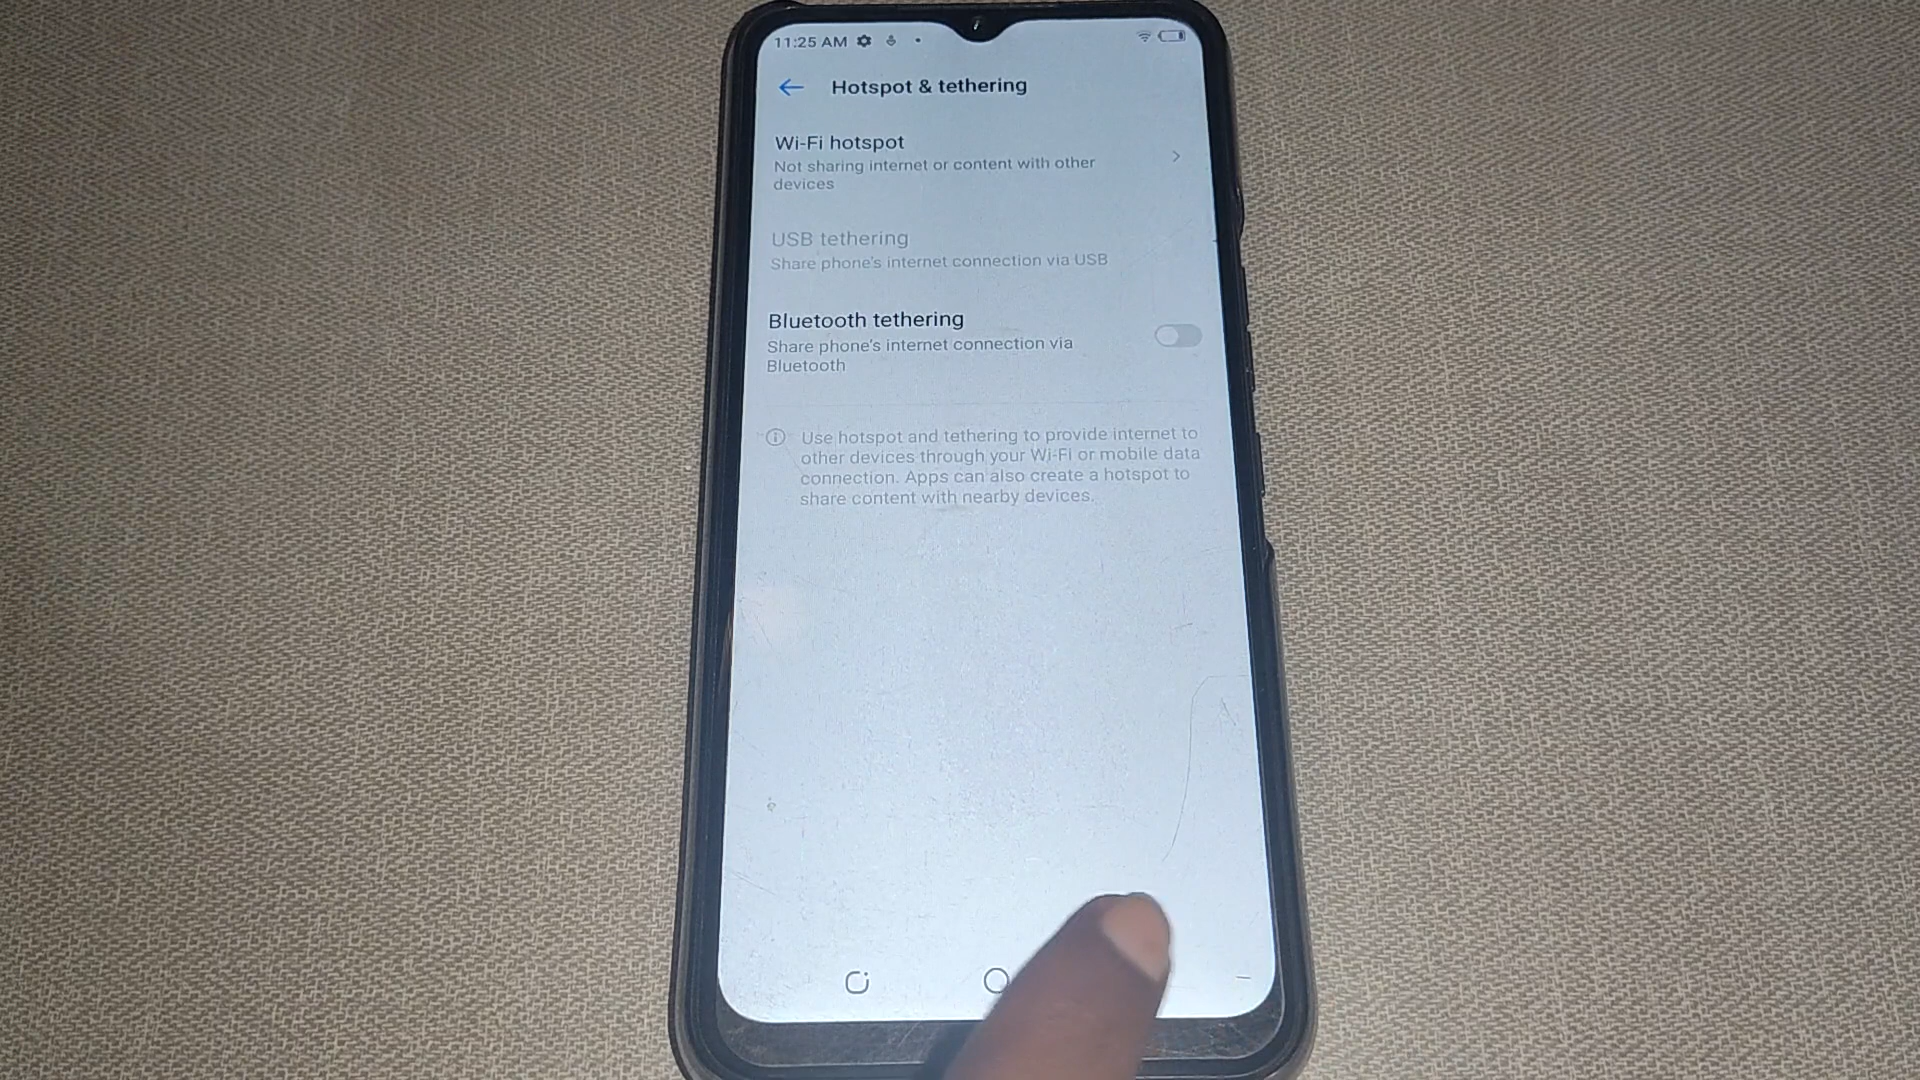 11:25 AM
Hotspot & tethering
Wi-Fi hotspot
Not sharing internet or content with other
devices
USB tethering
Share phone's internet connection via USB
Bluetooth tethering
Share phone's internet connection via
Bluetooth
Use hotspot and tethering to provide internet to
other devices through your Wi-Fi or mobile data
connection. Apps can also create a hotspot to
share content with nearby devices.